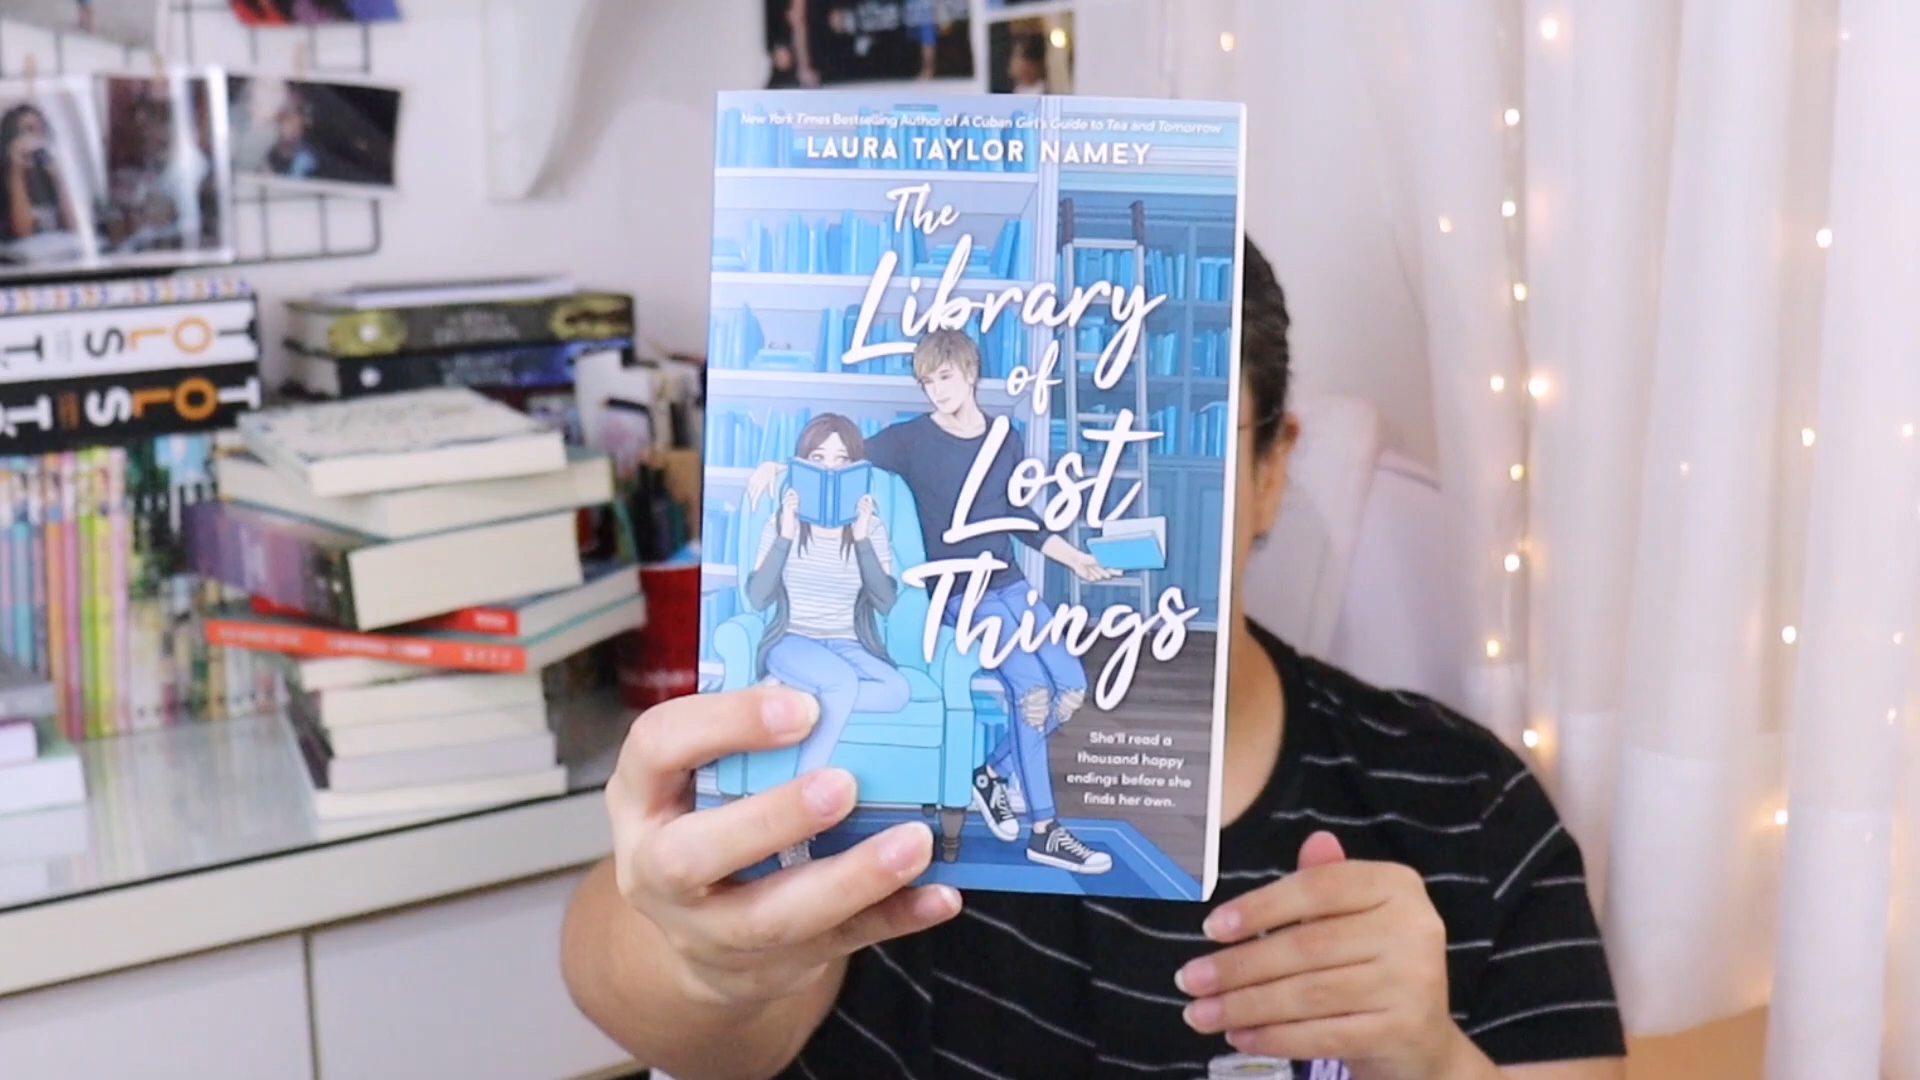 New York Times Bestselling Author of A Cuban Girl's Guide to Tea and Tomorrow
LAURA TAYLOR NAMEY
The
Library
of
Lost
Things
She'll read a
thousand happy
endings before she
finds her own.